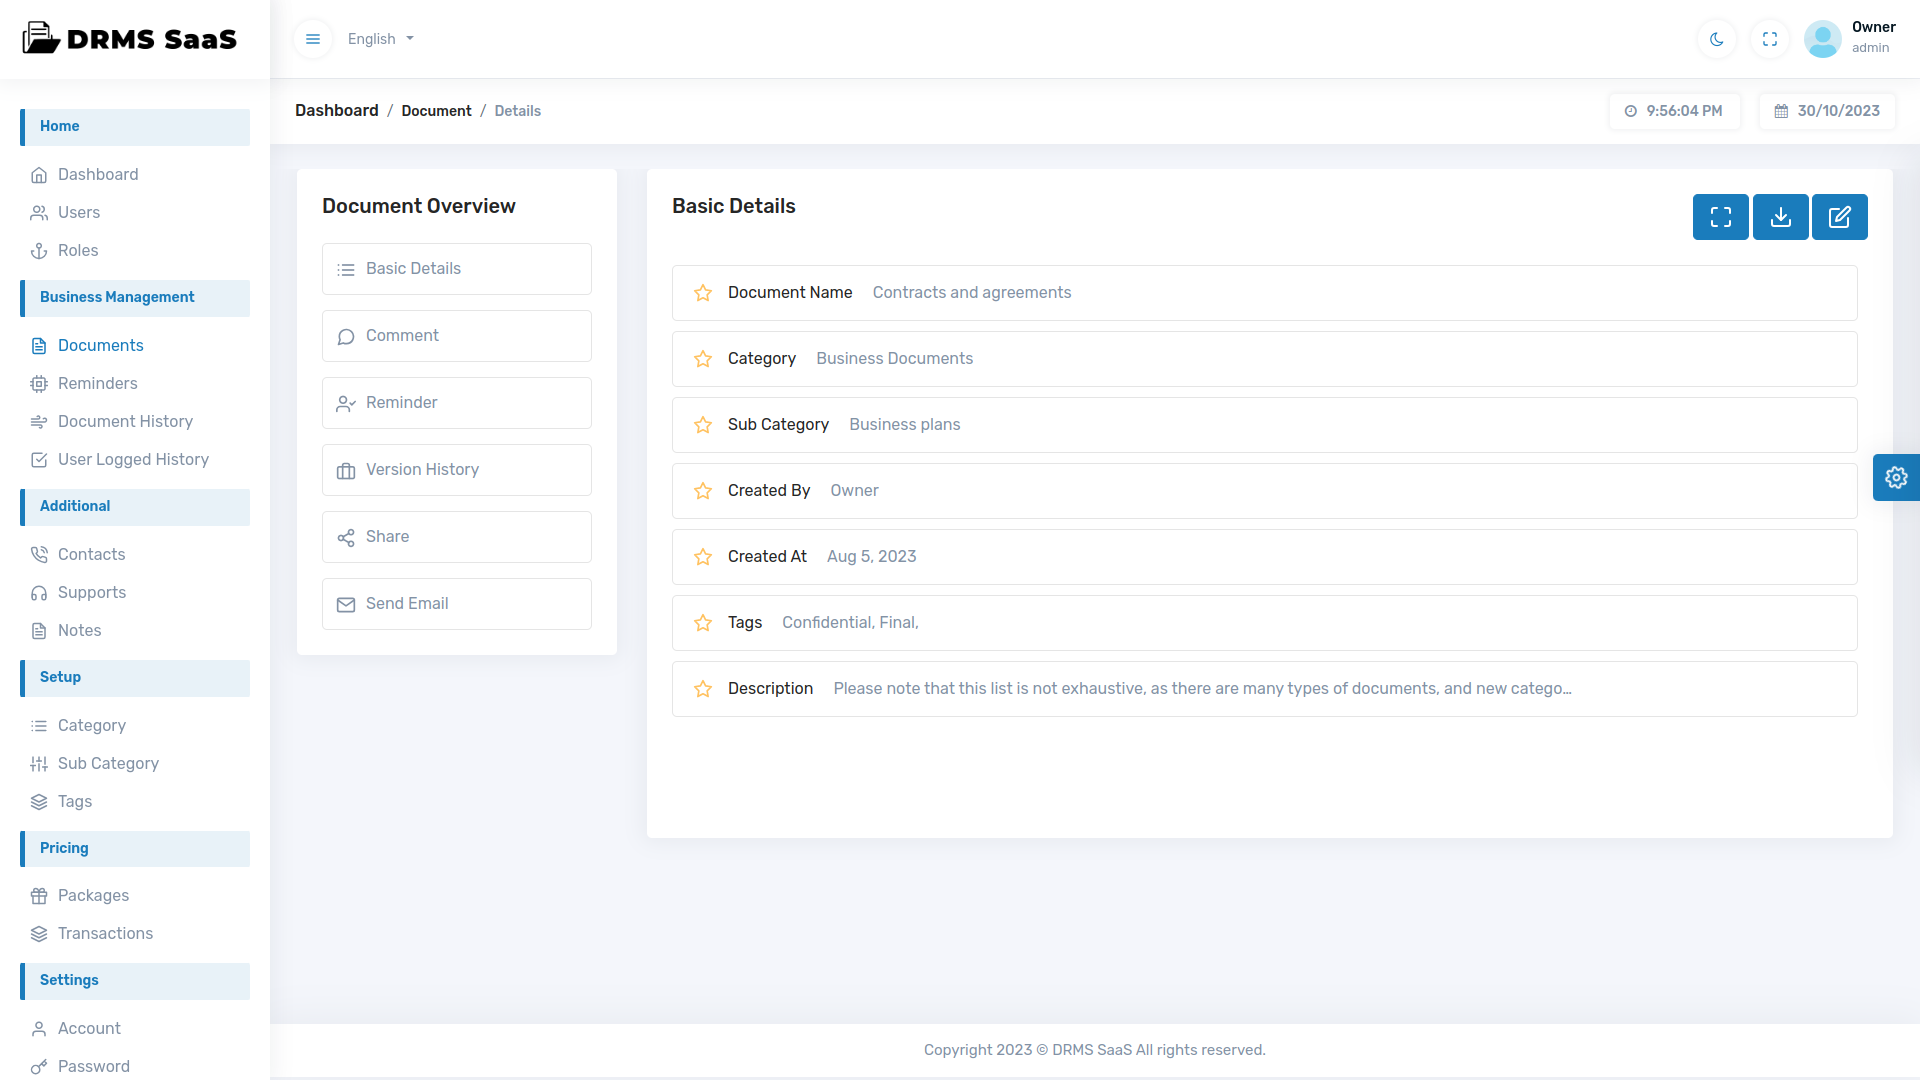 DRMS SaaS
English
Owner
admin
Dashboard / Document / Details
9:56:04 PM
30/10/2023
Home
Dashboard
Users
Roles
Business Management
Documents
Reminders
Document History
User Logged History
Additional
Contacts
Supports
Notes
Setup
Category
Sub Category
Tags
Pricing
Packages
Transactions
Settings
Account
Password
Document Overview
Basic Details
Comment
Reminder
Version History
Share
Send Email
Basic Details
Document Name Contracts and agreements
Category Business Documents
Sub Category Business plans
Created By Owner
Created At Aug 5, 2023
Tags Confidential, Final,
Description Please note that this list is not exhaustive, as there are many types of documents, and new catego...
Copyright 2023 © DRMS SaaS All rights reserved.